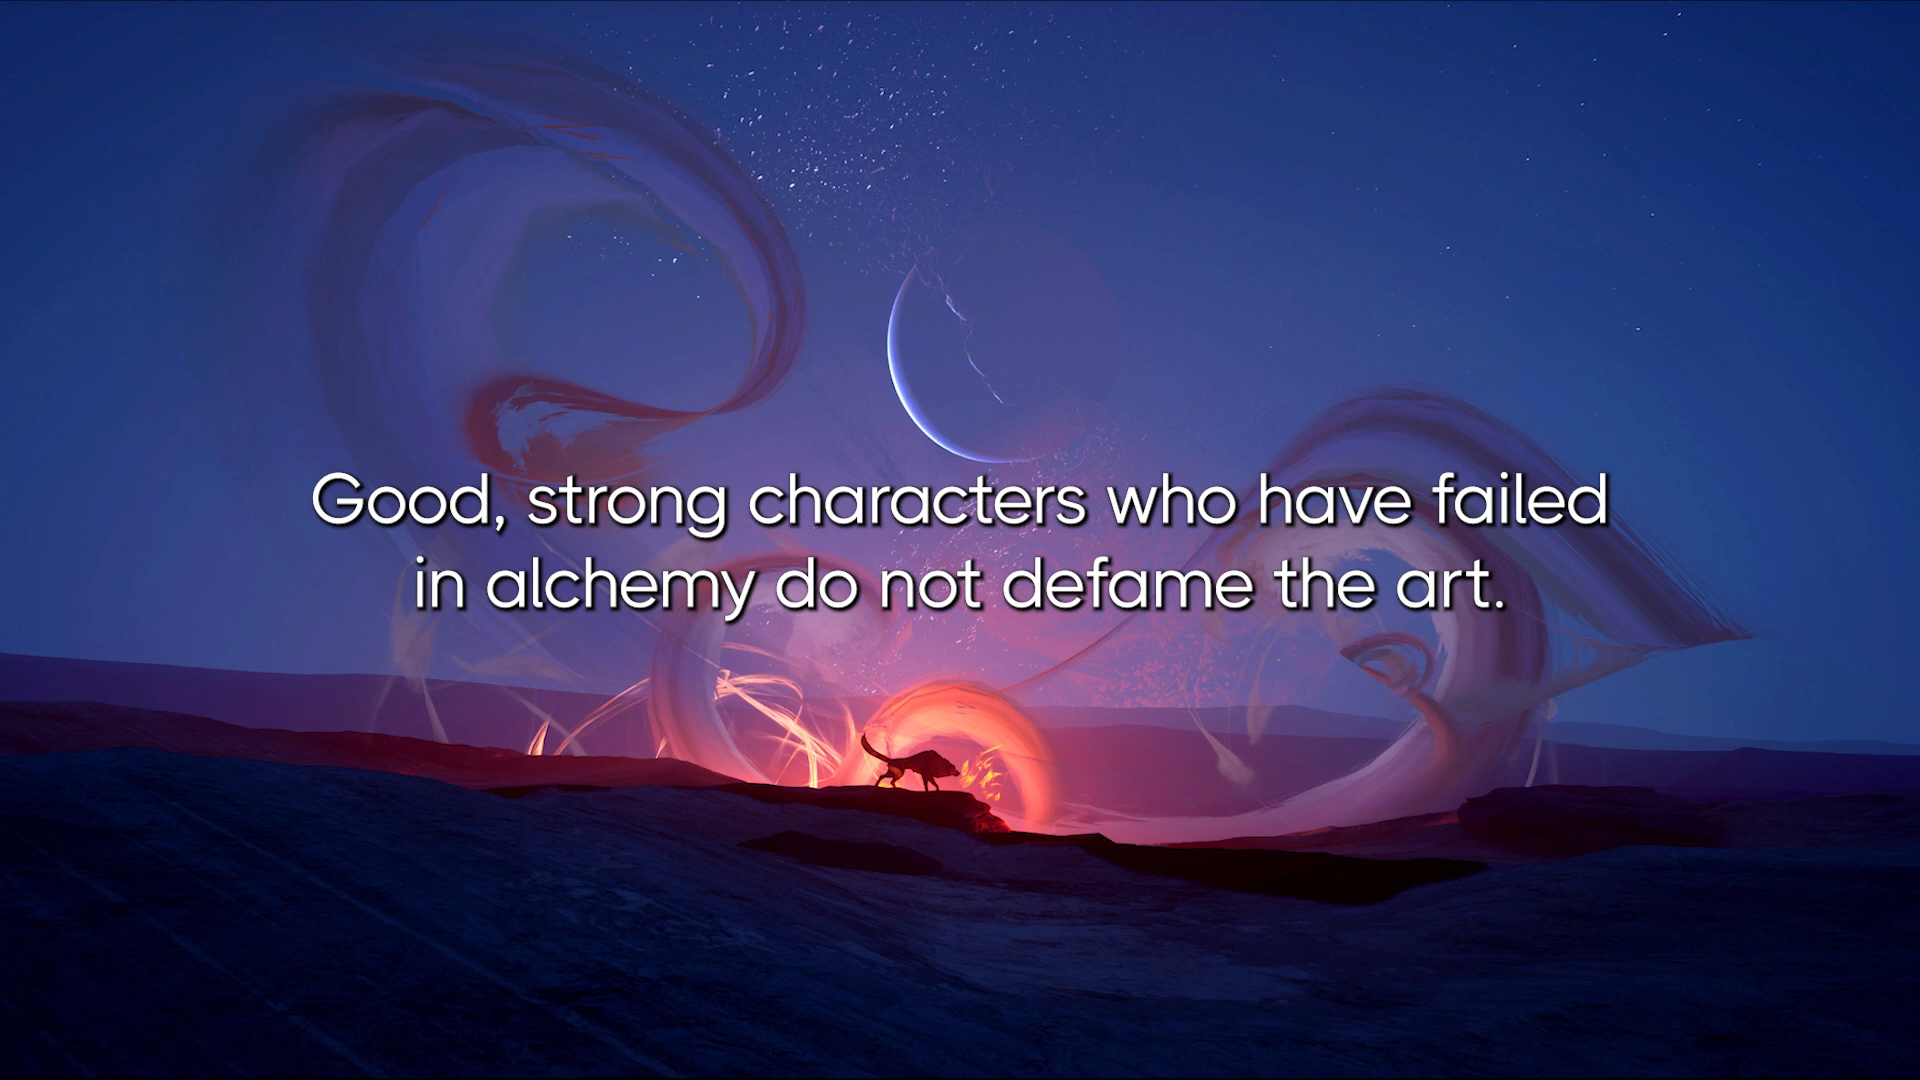 Good, strong characters who have failed
in alchemy do not defame the art.